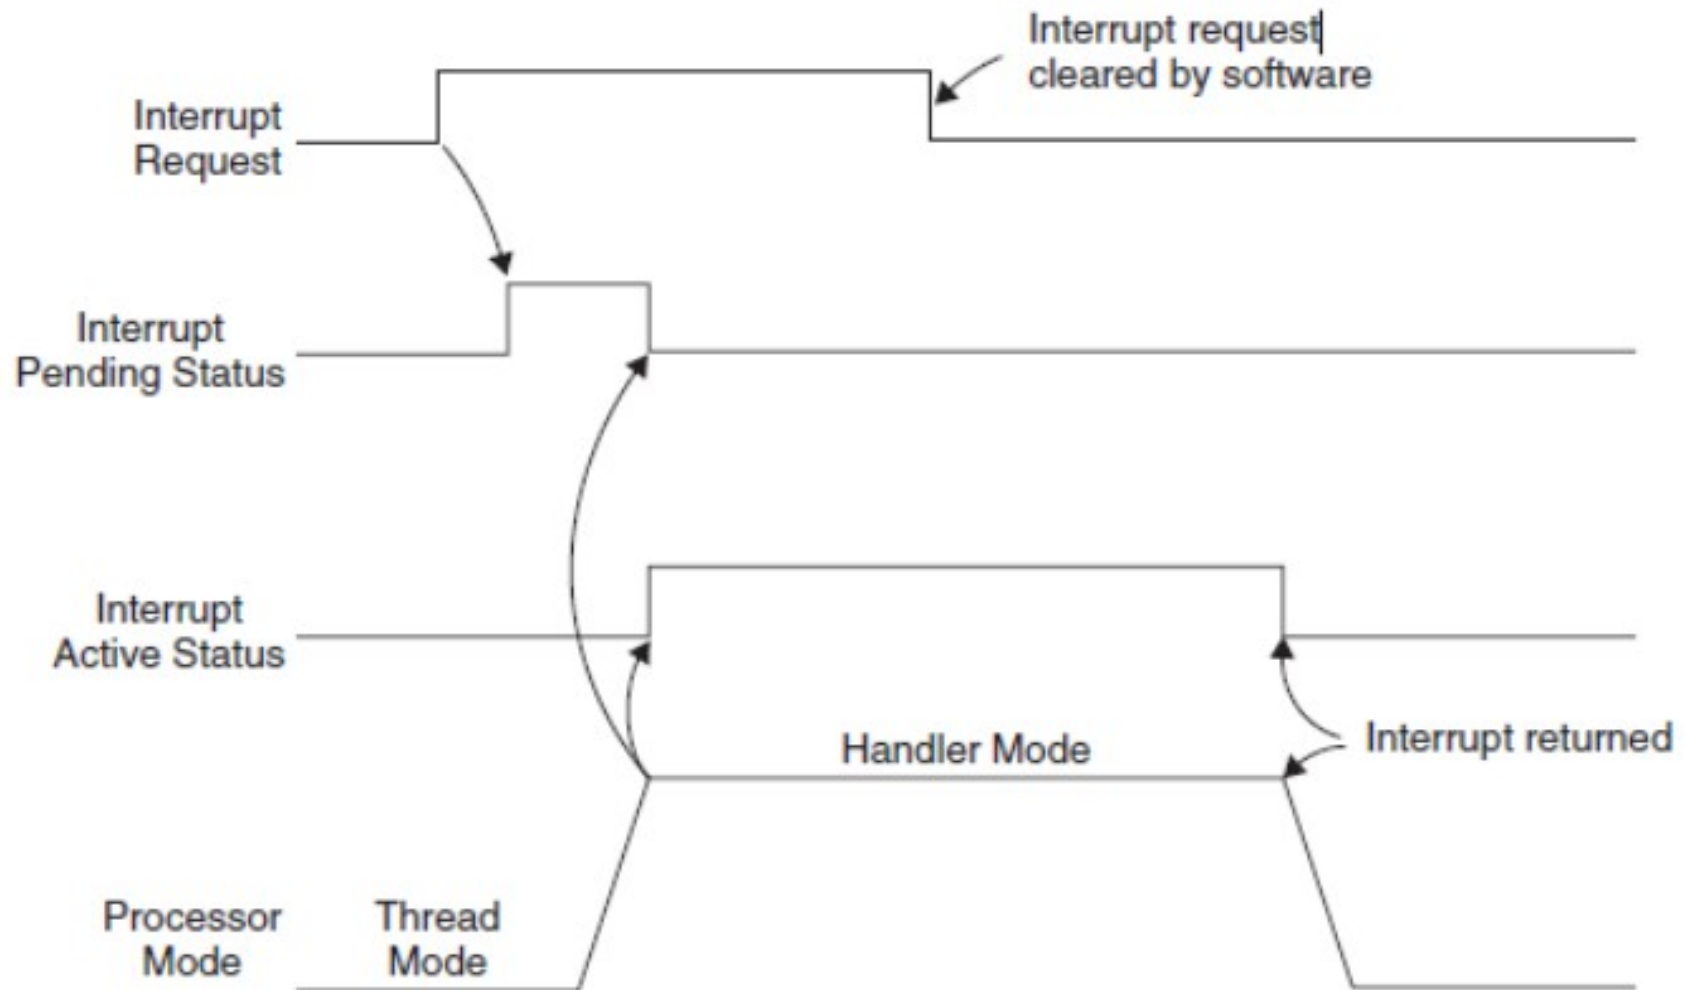 Interrupt request
cleared by software
Interrupt
Request
Interrupt
Pending Status
Interrupt
Active Status
Handler Mode
Interrupt returned
Processor
Mode
Thread
Mode